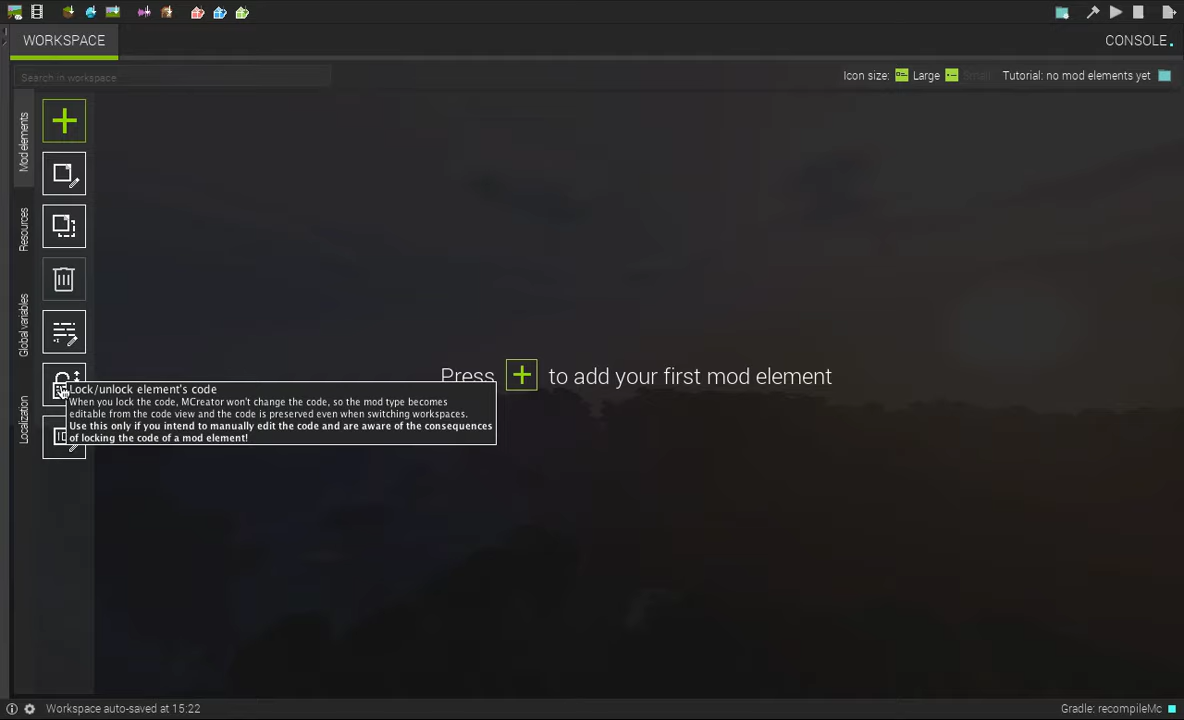 WORKSPACE
CONSOLE
Search in workspace
Icon size: Large Small
Tutorial: no mod elements yet
Mod elements
Resources
Global variables
Localization
Press + to add your first mod element
Lock/unlock element's code
When you lock the code, MCreator won't change the code, so the mod type becomes
editable from the code view and the code is preserved even when switching workspaces.
Use this only if you intend to manually edit the code and are aware of the consequences
of locking the code of a mod element!
Workspace auto-saved at 15:22
Gradle: recompileMc